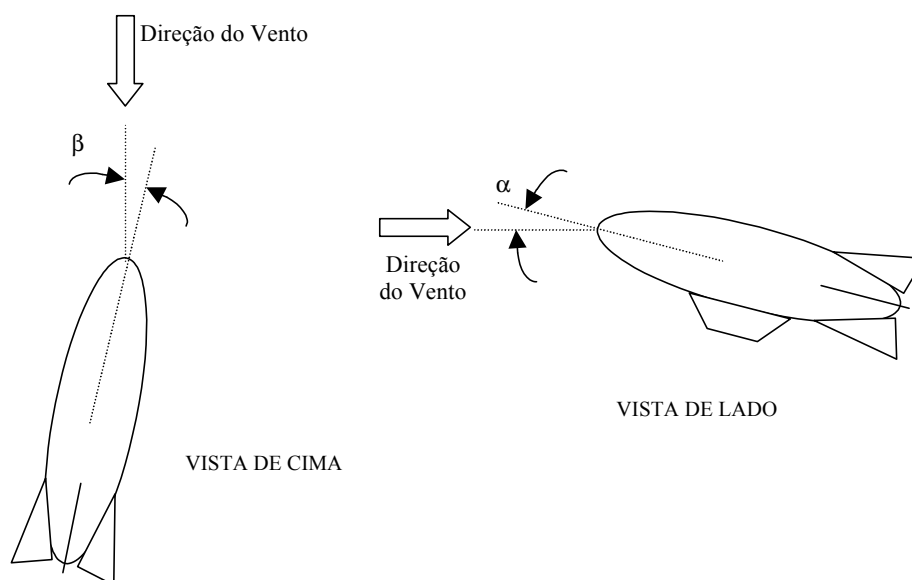 Direção do Vento
β
α
Direção
do Vento
VISTA DE LADO
VISTA DE CIMA